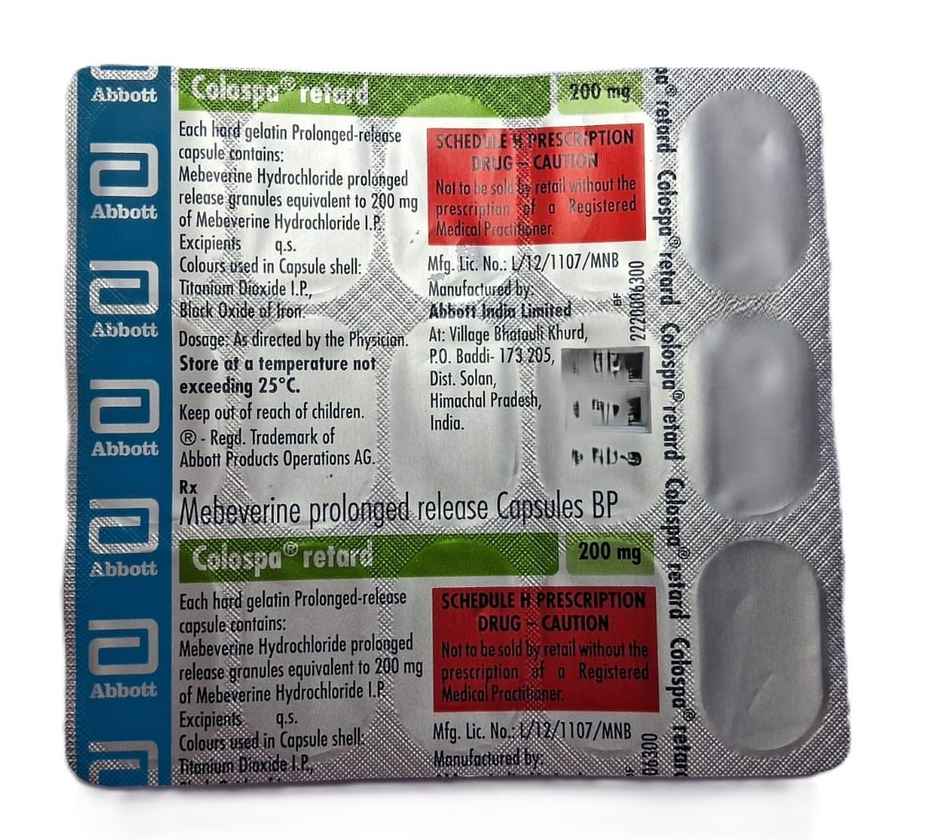 Abbott
Abbott
Abbott
Abbott
Abbott
Abbott
Colospa® retard
200 mg
Each hard gelatin Prolonged-release
capsule contains:
Mebeverine Hydrochloride prolonged
release granules equivalent to 200 mg
of Mebeverine Hydrochloride I.P.
Excipients q.s.
Colours used in Capsule shell:
Titanium Dioxide I.P.,
Black Oxide of Iron.
Dosage: As directed by the Physician.
Store at a temperature not
exceeding 25°C.
Keep out of reach of children.
® - Regd. Trademark of
Abbott Products Operations AG.
SCHEDULE H PRESCRIPTION
DRUG – CAUTION
Not to be sold by retail without the
prescription of a Registered
Medical Practitioner.
Mfg. Lic. No.: L/12/1107/MNB
Manufactured by:
Abbott India Limited
At: Village Bhatauli Khurd,
P.O. Baddi- 173 205,
Dist. Solan,
Himachal Pradesh,
India.
BF
Rx
Mebeverine prolonged release Capsules BP
Colospa® retard
200 mg
Each hard gelatin Prolonged-release
capsule contains:
Mebeverine Hydrochloride prolonged
release granules equivalent to 200 mg
of Mebeverine Hydrochloride I.P.
Excipients q.s.
Colours used in Capsule shell:
Titanium Dioxide I.P.,
SCHEDULE H PRESCRIPTION
DRUG – CAUTION
Not to be sold by retail without the
prescription of a Registered
Medical Practitioner.
Mfg. Lic. No.: L/12/1107/MNB
Manufactured by:
BF
pa® retard Colospa® retard Colospa® retard Colospa® retard Colospa® retard